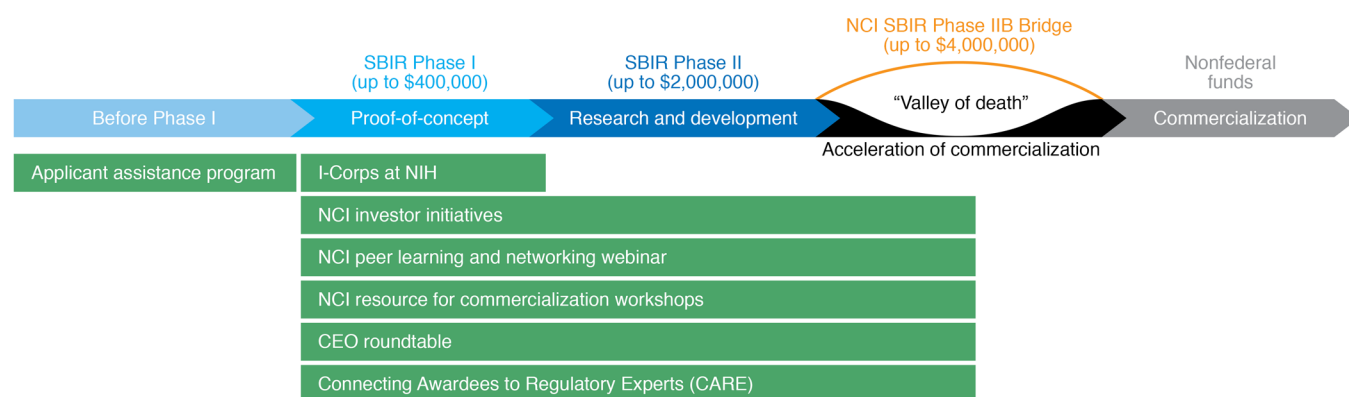 NCI SBIR Phase IIB Bridge
(up to $4,000,000)
SBIR Phase I
(up to $400,000)
SBIR Phase II
(up to $2,000,000)
Nonfederal
funds
Before Phase I
Proof-of-concept
Research and development
“Valley of death”
Commercialization
Acceleration of commercialization
Applicant assistance program
I-Corps at NIH
NCI investor initiatives
NCI peer learning and networking webinar
NCI resource for commercialization workshops
CEO roundtable
Connecting Awardees to Regulatory Experts (CARE)